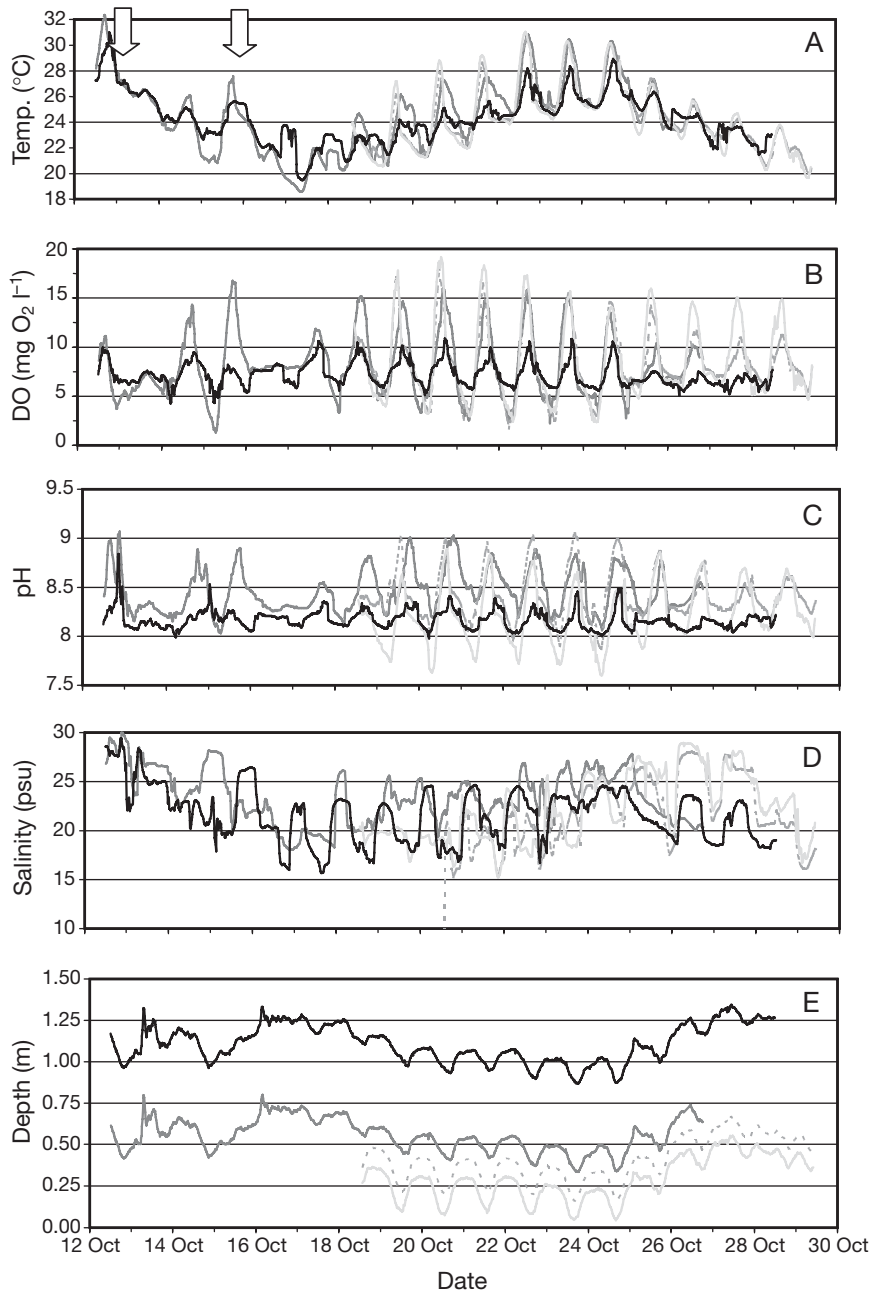 A
Temp. (°C)
32
28
26
24
22
20
18
B
DO (mg O₂ l⁻¹)
20
15
10
5
0
C
pH
9.5
9
8.5
8
7.5
D
Salinity (psu)
30
25
20
15
10
E
Depth (m)
1.50
1.25
1.00
0.75
0.50
0.25
0.00
12 Oct 14 Oct 16 Oct 18 Oct 20 Oct 22 Oct 24 Oct 26 Oct 28 Oct 30 Oct
Date